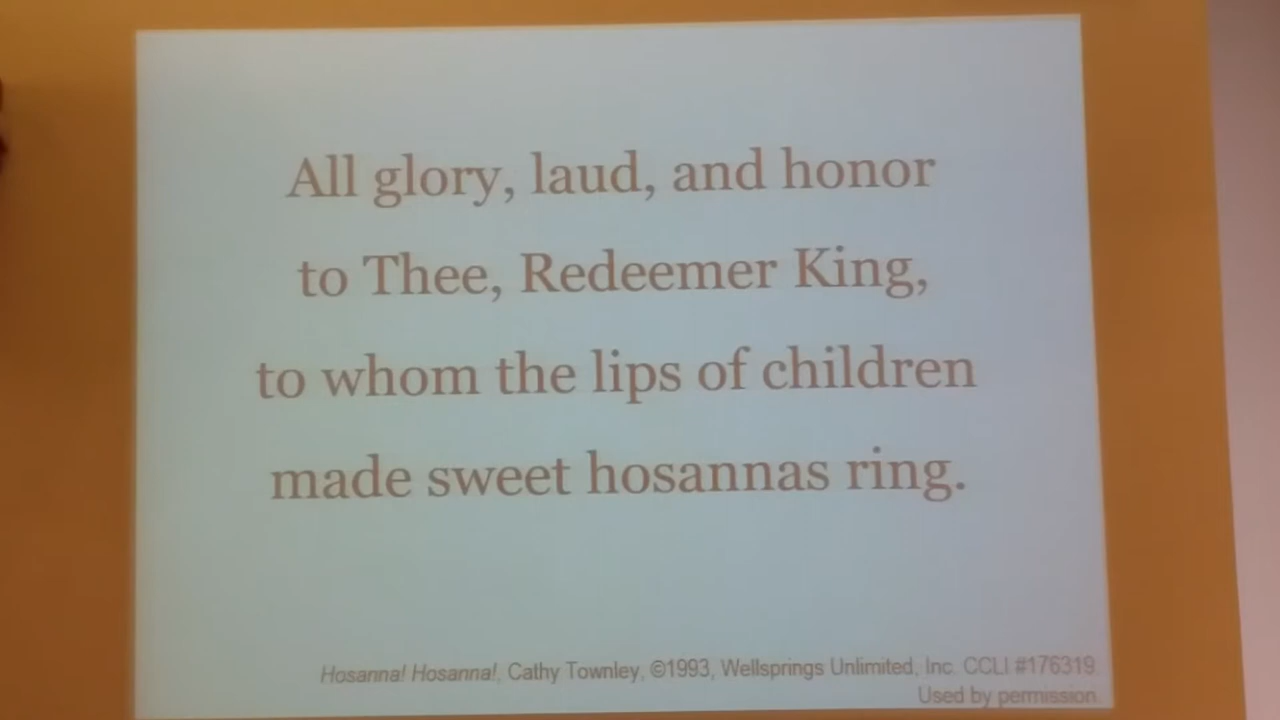 All glory, laud, and honor
to Thee, Redeemer King,
to whom the lips of children
made sweet hosannas ring.
Hosanna! Hosanna!, Cathy Townley, ©1993, Wellsprings Unlimited, Inc. CCLI #176319.
Used by permission.